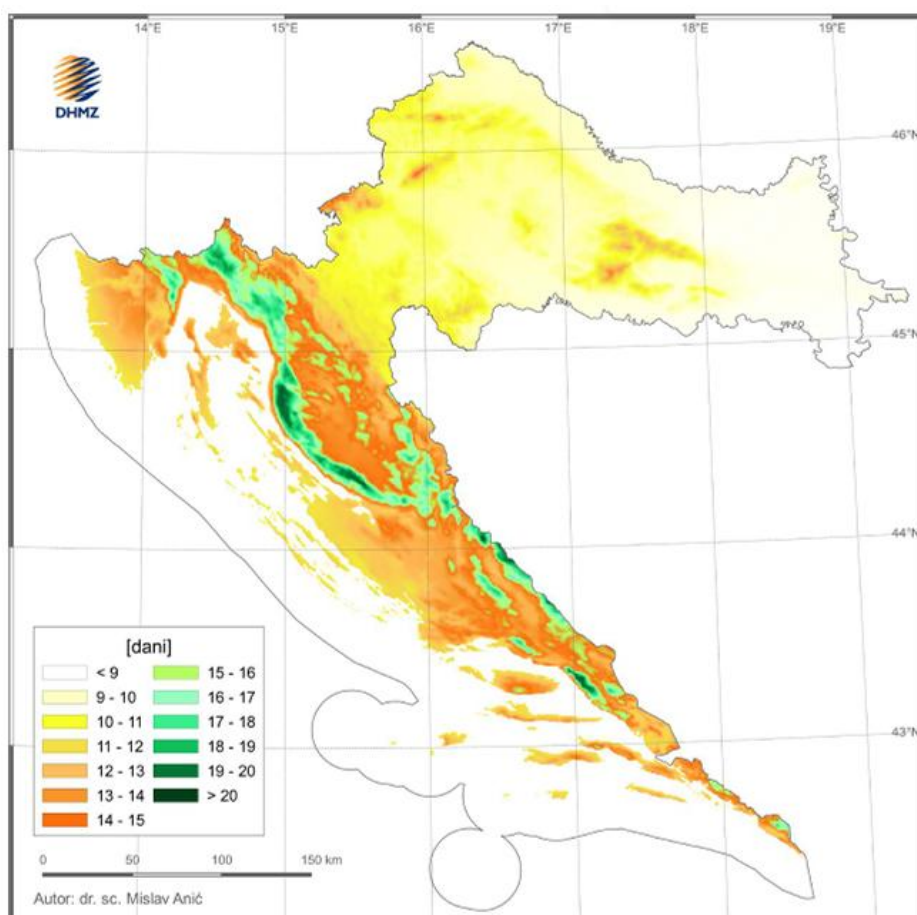 14°E 15°E 16°E 17°E 18°E 19°E
DHMZ
46°N
45°N
44°N
43°N
[dani]
< 9 15 - 16
9 - 10 16 - 17
10 - 11 17 - 18
11 - 12 18 - 19
12 - 13 19 - 20
13 - 14 > 20
14 - 15
0 50 100 150 km
Autor: dr. sc. Mislav Anić